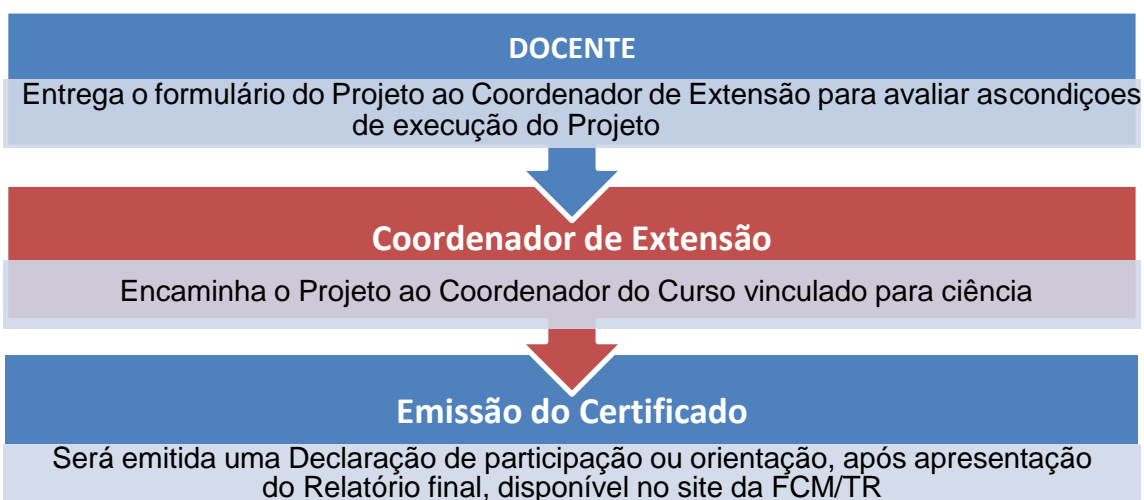 DOCENTE
Entrega o formulário do Projeto ao Coordenador de Extensão para avaliar ascondiçoes
de execução do Projeto
Coordenador de Extensão
Encaminha o Projeto ao Coordenador do Curso vinculado para ciência
Emissão do Certificado
Será emitida uma Declaração de participação ou orientação, após apresentação
do Relatório final, disponível no site da FCM/TR